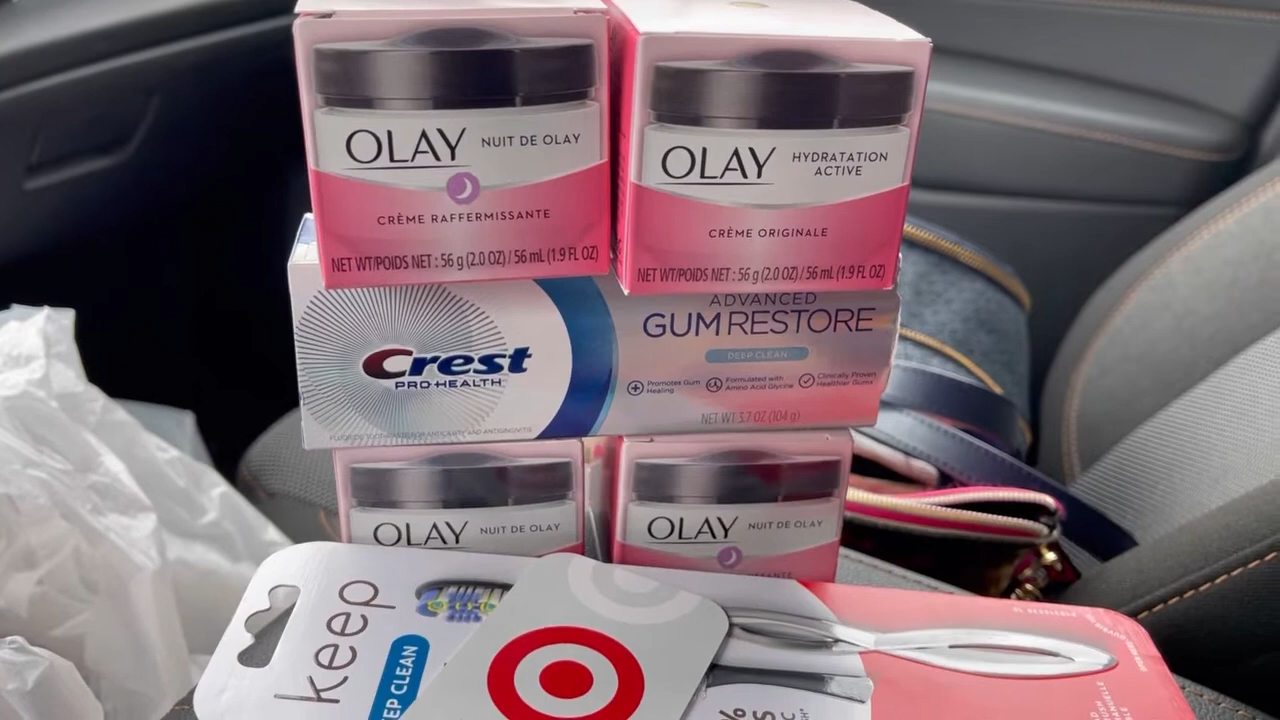 OLAY NUIT DE OLAY
CRÈME RAFFERMISSANTE
NET WT/POIDS NET : 56 g (2.0 OZ) / 56 mL (1.9 FL OZ)
OLAY HYDRATATION
ACTIVE
CRÈME ORIGINALE
NET WT/POIDS NET : 56 g (2.0 OZ) / 56 mL (1.9 FL OZ)
Crest
PRO-HEALTH
ADVANCED
GUM RESTORE
DEEP CLEAN
Promotes Gum
Healing
Formulated with
Amino Acid Glycine
Clinically Proven
Healthier Gums
NET WT 3.7 OZ (104 g)
OLAY NUIT DE OLAY
OLAY NUIT DE OLAY
keep
EP CLEAN